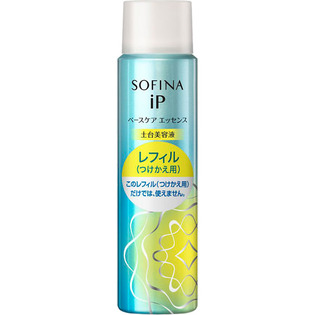 SOFINA
iP
ベースケア エッセンス
土台美容液
レフィル
(つけかえ用)
このレフィル(つけかえ用)
だけでは、使えません。